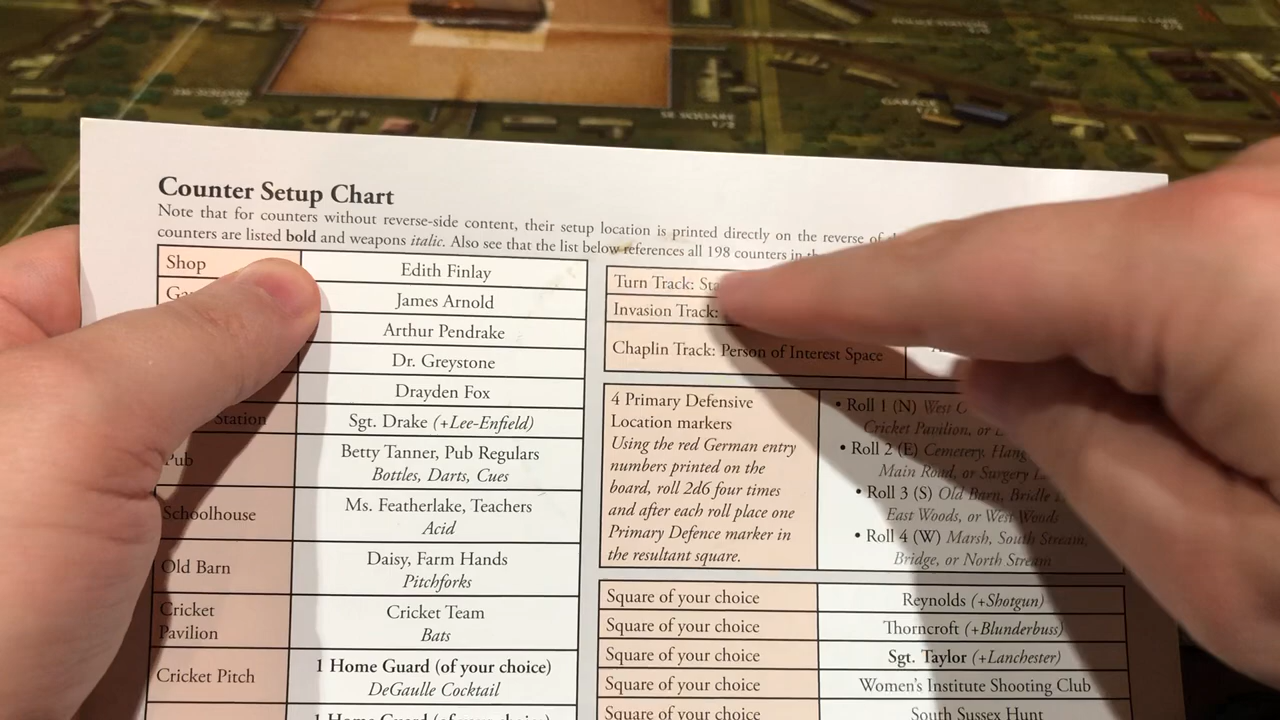 Counter Setup Chart
Note that for counters without reverse-side content, their setup location is printed directly on the reverse of
counters are listed bold and weapons italic. Also see that the list below references all 198 counters in
Shop
Edith Finlay
James Arnold
Arthur Pendrake
Dr. Greystone
Drayden Fox
Station
Sgt. Drake (+Lee-Enfield)
Pub
Betty Tanner, Pub Regulars
Bottles, Darts, Cues
Schoolhouse
Ms. Featherlake, Teachers
Acid
Old Barn
Daisy, Farm Hands
Pitchforks
Cricket
Pavilion
Cricket Team
Bats
Cricket Pitch
1 Home Guard (of your choice)
DeGaulle Cocktail
1 Home Guard (of your choice)
Turn Track:
Invasion Track:
Chaplin Track: Person of Interest Space
4 Primary Defensive
Location markers
Using the red German entry
numbers printed on the
board, roll 2d6 four times
and after each roll place one
Primary Defence marker in
the resultant square.
• Roll 1 (N) West
Cricket Pavilion, or
• Roll 2 (E) Cemetery,
Main Road, or Surgery
• Roll 3 (S) Old Barn, Bridle
East Woods, or West Woods
• Roll 4 (W) Marsh, South Stream,
Bridge, or North Stream
Square of your choice
Reynolds (+Shotgun)
Square of your choice
Thorncroft (+Blunderbuss)
Square of your choice
Sgt. Taylor (+Lanchester)
Square of your choice
Women's Institute Shooting Club
Square of your choice
South Sussex Hunt